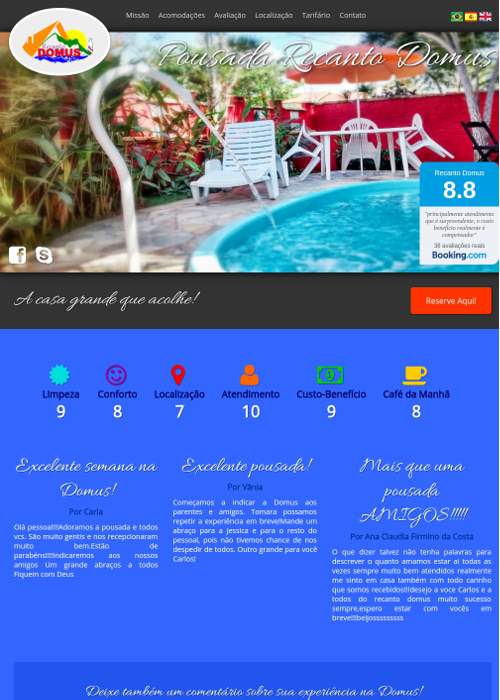 Missão Acomodações Avaliação Localização Tarifário Contato
Recanto
DOMUS
Pousada Recanto Domus
Recanto Domus
8.8
"principalmente atendimento
que é surpreendente, o custo
benefício realmente é
compensador"
38 avaliações reais
Booking.com
A casa grande que acolhe!
Reserve Aqui!
Limpeza
9
Conforto
8
Localização
7
Atendimento
10
Custo-Benefício
9
Café da Manhã
8
Excelente semana na
Domus!
Por Carla
Olá pessoal!!!Adoramos a pousada e todos
vcs. São muito gentis e nos recepcionaram
muito bem.Estão de
parabéns!!!!Indicaremos aos nossos
amigos Um grande abraços a todos
Fiquem com Deus
Excelente pousada!
Por Vânia
Começamos a indicar a Domus aos
parentes e amigos. Tomara possamos
repetir a experiência em breve!Mande um
abraço para a Jessica e para o resto do
pessoal, pois não tivemos chance de nos
despedir de todos. Outro grande para você
Carlos!
Mais que uma
pousada
AMIGOS!!!!!
Por Ana Claudia Firmino da Costa
O que dizer talvez não tenha palavras para
descrever o quanto amamos estar ai todas as
vezes sempre muito bem atendidos realmente
me sinto em casa também com todo carinho
que somos recebidos!!!desejo a voce Carlos e a
todos do recanto domus muito sucesso
sempre,espero estar com vocês em
breve!!!beijosssssssss
Deixe também um comentário sobre sua experiência na Domus!